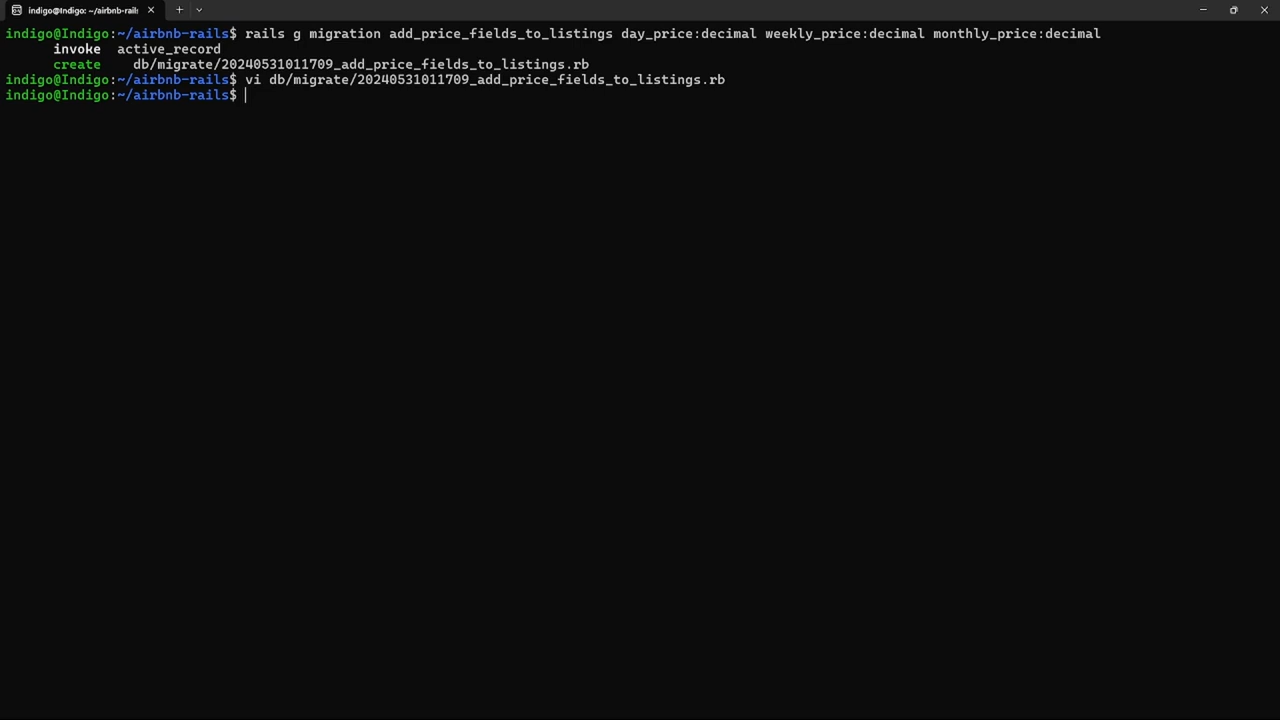 indigo@Indigo: ~/airbnb-rail
indigo@Indigo:~/airbnb-rails$ rails g migration add_price_fields_to_listings day_price:decimal weekly_price:decimal monthly_price:decimal
      invoke  active_record
      create    db/migrate/20240531011709_add_price_fields_to_listings.rb
indigo@Indigo:~/airbnb-rails$ vi db/migrate/20240531011709_add_price_fields_to_listings.rb
indigo@Indigo:~/airbnb-rails$